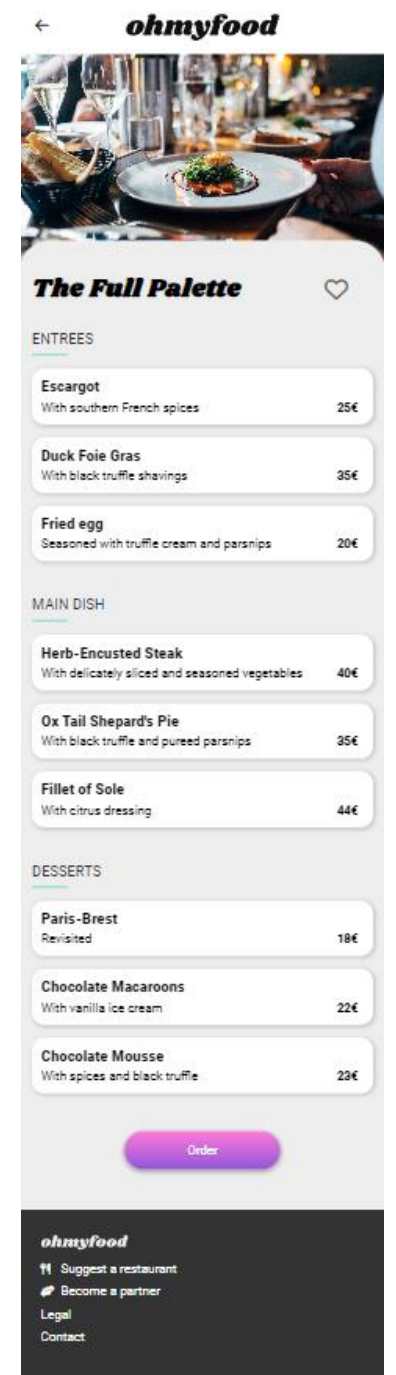 ohmyfood
The Full Palette
ENTREES
Escargot
With southern French spices 25€
Duck Foie Gras
With black truffle shavings 35€
Fried egg
Seasoned with truffle cream and parsnips 20€
MAIN DISH
Herb-Encusted Steak
With delicately sliced and seasoned vegetables 40€
Ox Tail Shepard's Pie
With black truffle and pureed parsnips 35€
Fillet of Sole
With citrus dressing 44€
DESSERTS
Paris-Brest
Revisited 18€
Chocolate Macaroons
With vanilla ice cream 22€
Chocolate Mousse
With spices and black truffle 23€
Order
ohmyfood
Suggest a restaurant
Become a partner
Legal
Contact